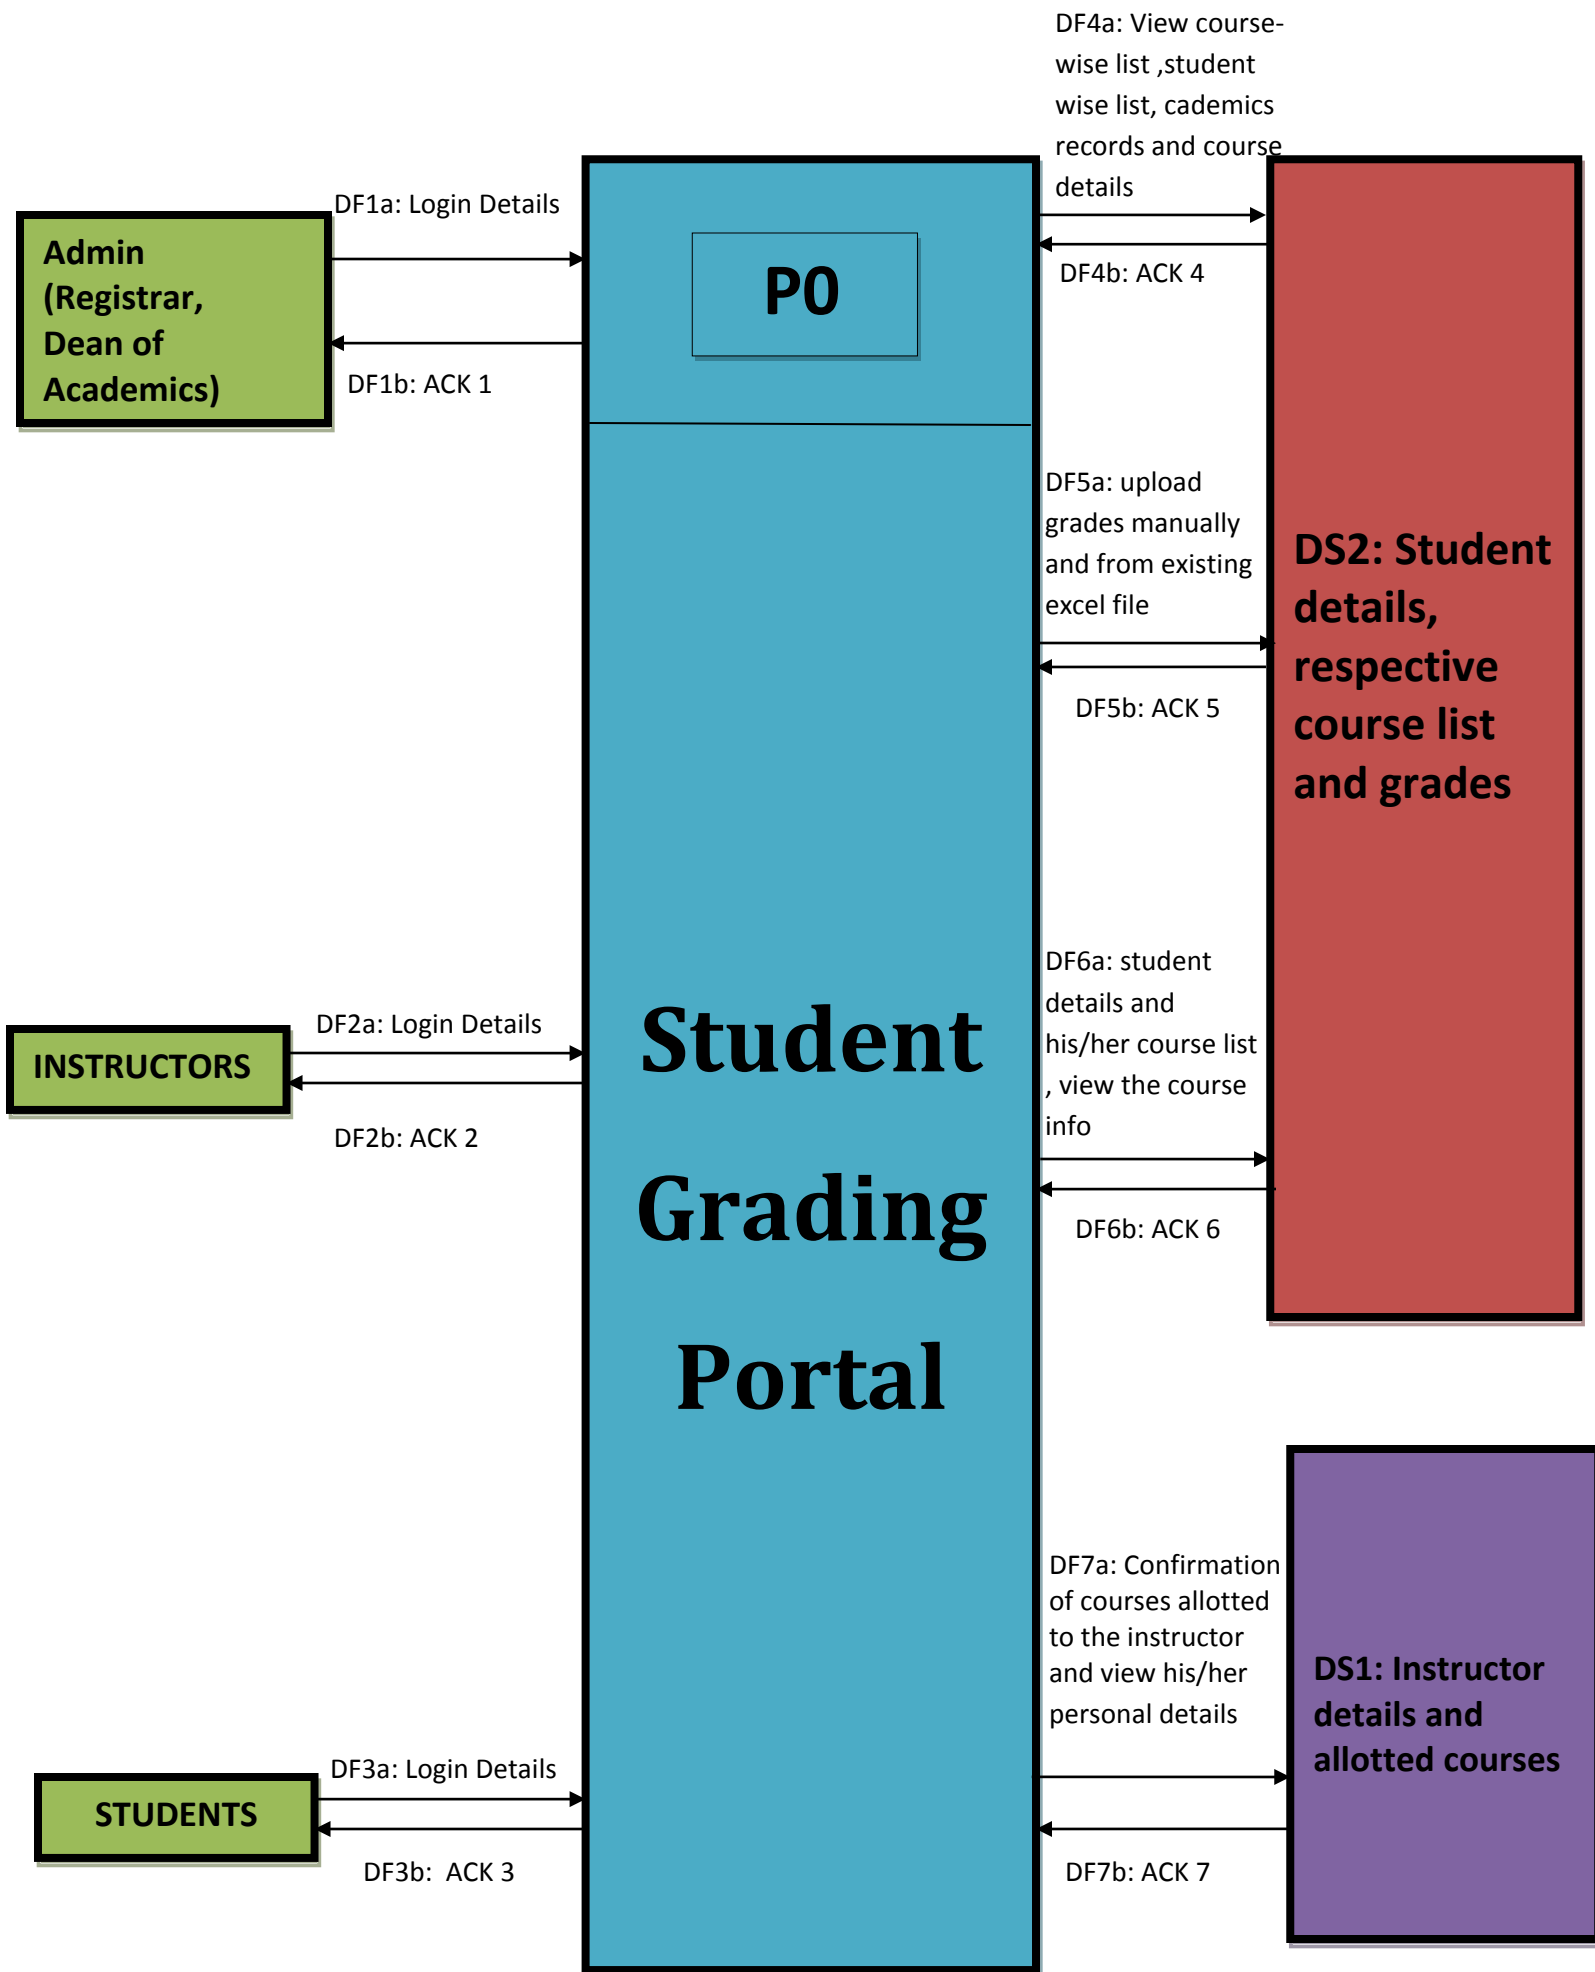 DF4a: View course-
wise list ,student
wise list, cademics
records and course
details
DF1a: Login Details
Admin
(Registrar,
Dean of
Academics)
DF1b: ACK 1
P0
DF4b: ACK 4
DF5a: upload
grades manually
and from existing
excel file
DF5b: ACK 5
DS2: Student
details,
respective
course list
and grades
DF2a: Login Details
INSTRUCTORS
DF2b: ACK 2
Student
Grading
Portal
DF6a: student
details and
his/her course list
, view the course
info
DF6b: ACK 6
DF7a: Confirmation
of courses allotted
to the instructor
and view his/her
personal details
DS1: Instructor
details and
allotted courses
DF3a: Login Details
STUDENTS
DF3b:  ACK 3
DF7b: ACK 7